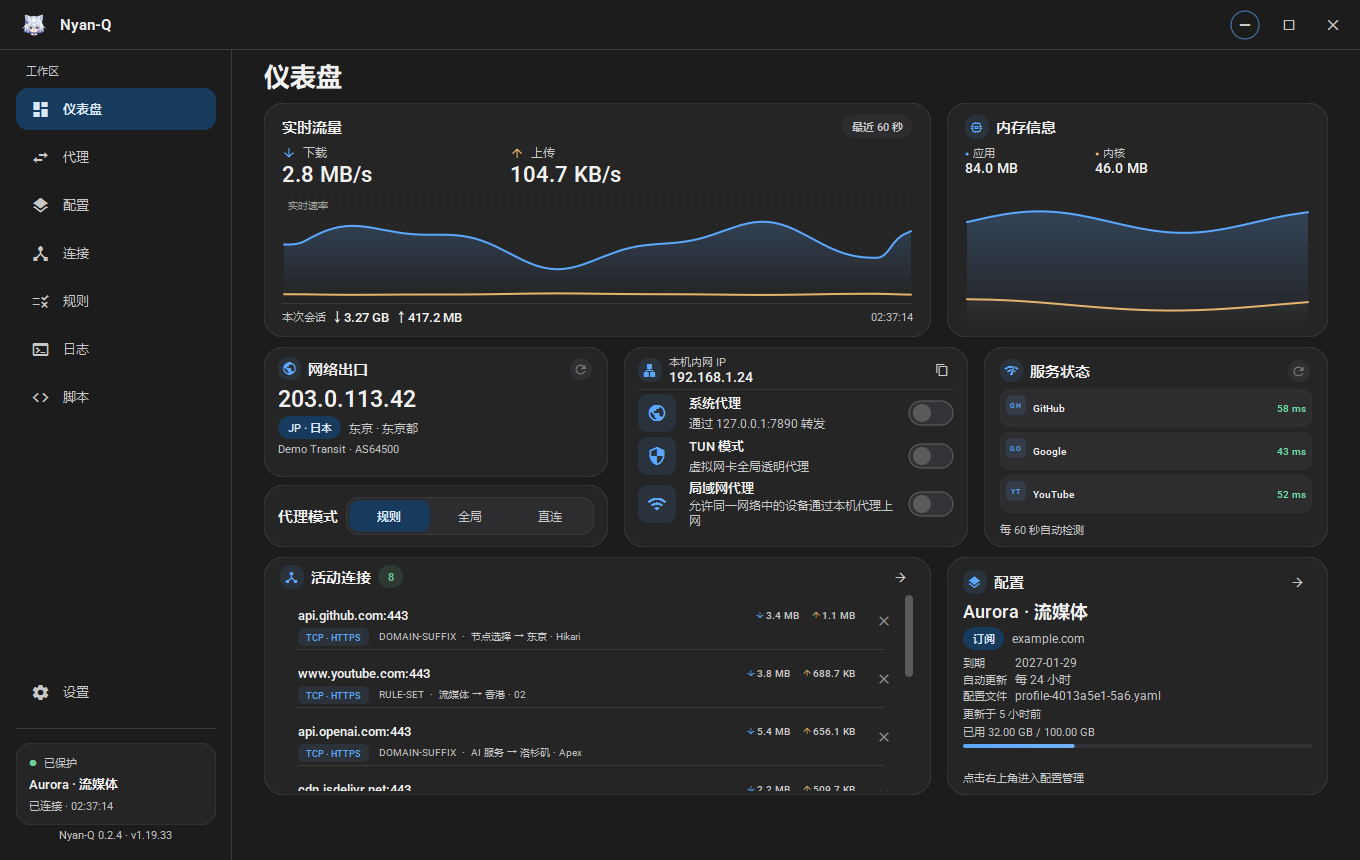 Nyan-Q
工作区
仪表盘
代理
配置
连接
规则
日志
脚本
设置
已保护
Aurora · 流媒体
已连接 · 02:37:14
Nyan-Q 0.2.4 · v1.19.33
仪表盘
实时流量
最近 60 秒
↓ 下载
↑ 上传
2.8 MB/s
104.7 KB/s
实时速率
本次会话 ↓ 3.27 GB ↑ 417.2 MB
02:37:14
内存信息
• 应用
• 内核
84.0 MB
46.0 MB
网络出口
203.0.113.42
JP · 日本 东京 · 东京都
Demo Transit · AS64500
代理模式
规则
全局
直连
本机内网 IP
192.168.1.24
系统代理
通过 127.0.0.1:7890 转发
TUN 模式
虚拟网卡全局透明代理
局域网代理
允许同一网络中的设备通过本机代理上
网
服务状态
GH GitHub 58 ms
GO Google 43 ms
YT YouTube 52 ms
每 60 秒自动检测
活动连接 8
api.github.com:443 ↓ 3.4 MB ↑ 1.1 MB
TCP · HTTPS DOMAIN-SUFFIX · 节点选择 → 东京 · Hikari
www.youtube.com:443 ↓ 3.8 MB ↑ 688.7 KB
TCP · HTTPS RULE-SET · 流媒体 → 香港 · 02
api.openai.com:443 ↓ 5.4 MB ↑ 656.1 KB
TCP · HTTPS DOMAIN-SUFFIX · AI 服务 → 洛杉矶 · Apex
cdn.jsdelivr.net:443 ↓ 2.2 MB ↑ 509.7 KB
配置
Aurora · 流媒体
订阅 example.com
到期 2027-01-29
自动更新 每 24 小时
配置文件 profile-4013a5e1-5a6.yaml
更新于 5 小时前
已用 32.00 GB / 100.00 GB
点击右上角进入配置管理